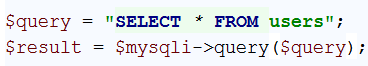 $query = "SELECT * FROM users";
$result = $mysqli->query($query);